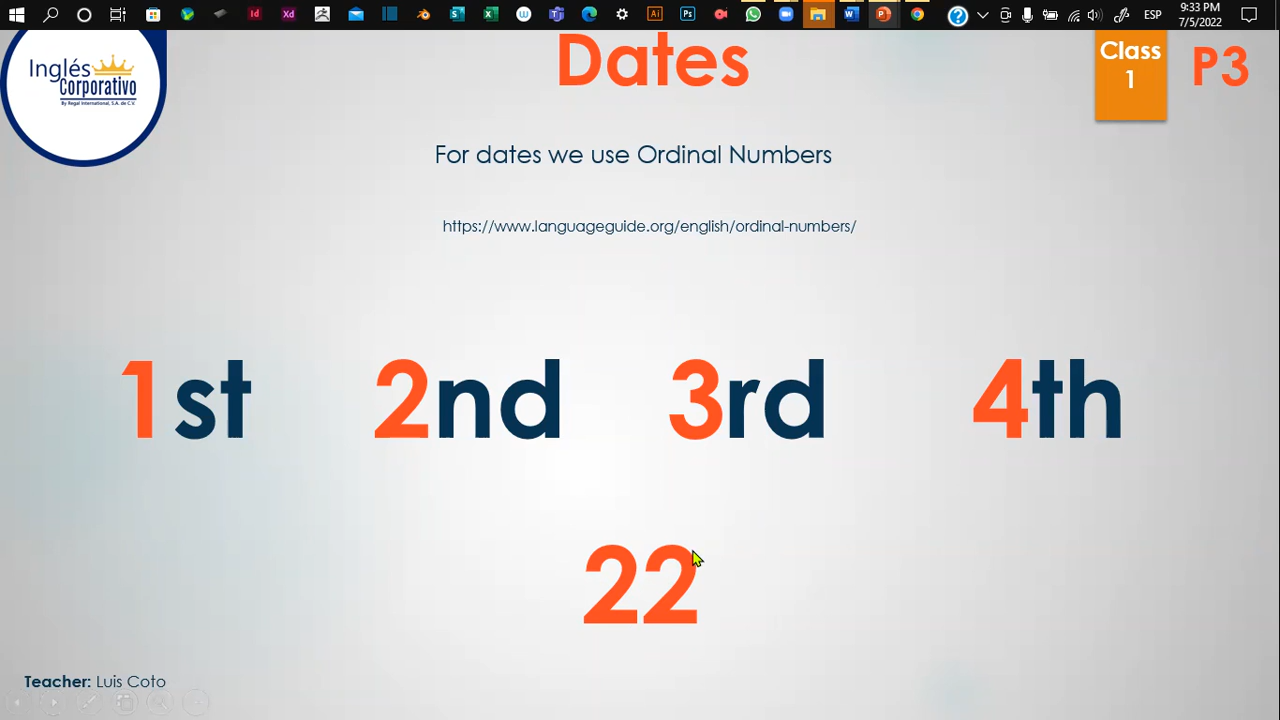 9:33 PM
ESP
7/5/2022
Inglés
Corporativo
By Regal International, S.A. de C.V.
Dates
Class
1
P3
For dates we use Ordinal Numbers
https://www.languageguide.org/english/ordinal-numbers/
1st 2nd 3rd 4th
22
Teacher: Luis Coto